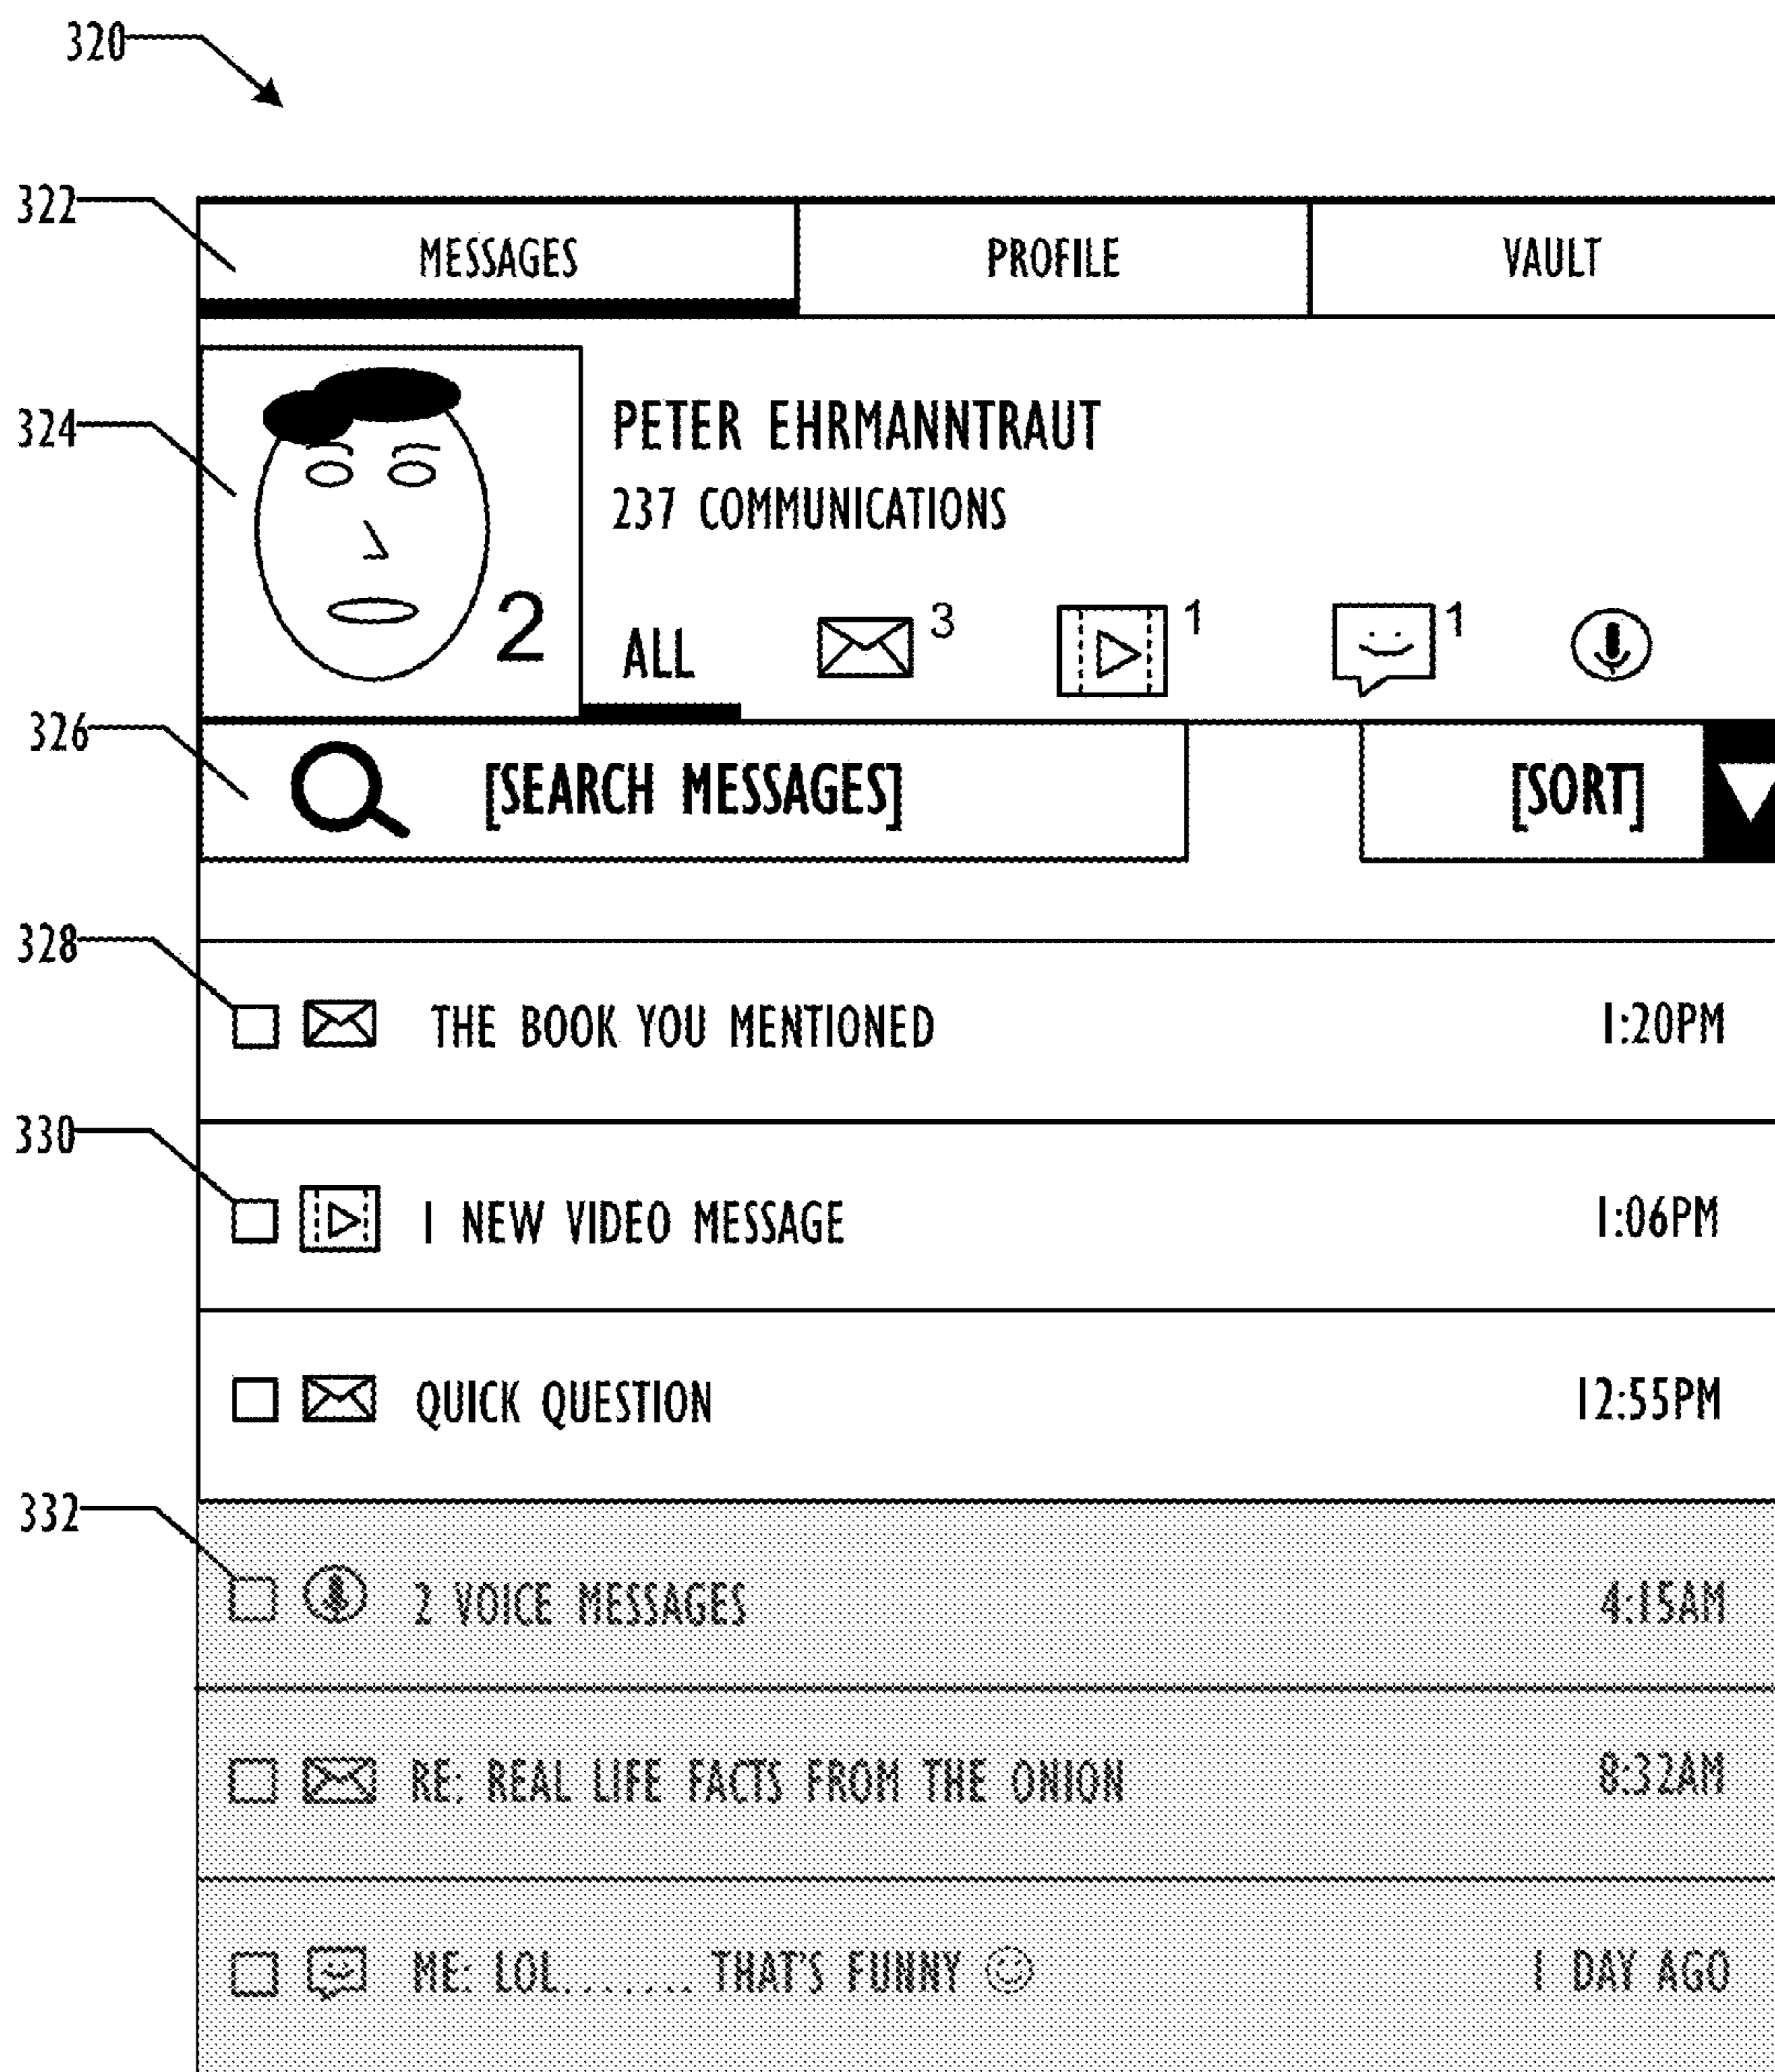 320
322
MESSAGES PROFILE VAULT
324
PETER EHRMANNTRAUT
237 COMMUNICATIONS
2
ALL 3 1 1
326
[SEARCH MESSAGES] [SORT]
328
THE BOOK YOU MENTIONED 1:20PM
330
1 NEW VIDEO MESSAGE 1:06PM
QUICK QUESTION 12:55PM
332
2 VOICE MESSAGES 4:15AM
RE: REAL LIFE FACTS FROM THE ONION 8:32AM
ME: LOL....... THAT'S FUNNY ☺ 1 DAY AGO